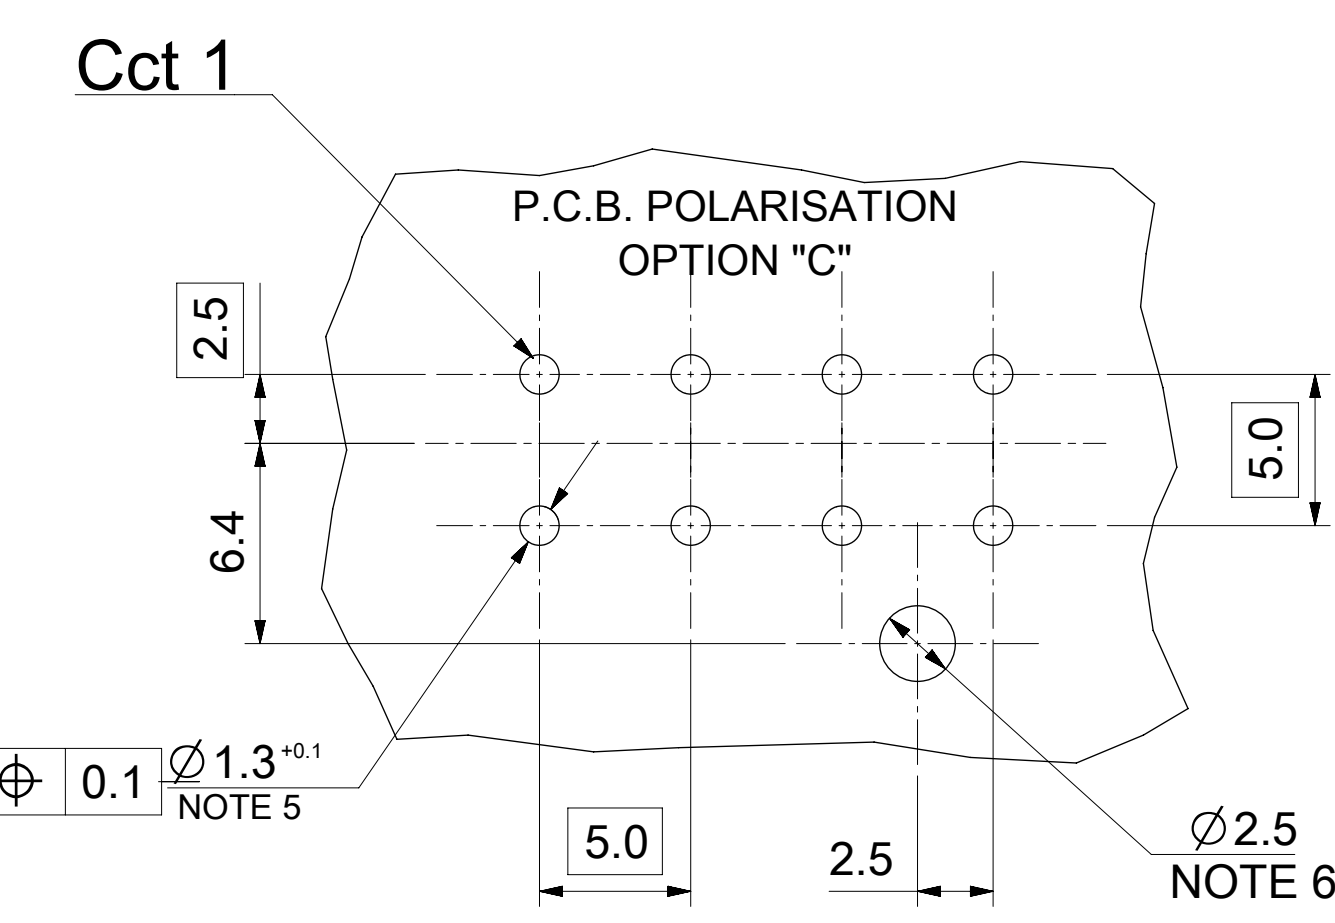 Cct 1
P.C.B. POLARISATION
OPTION "C"
2.5
5.0
6.4
0.1
⌀1.3 +0.1
NOTE 5
5.0
2.5
⌀2.5
NOTE 6